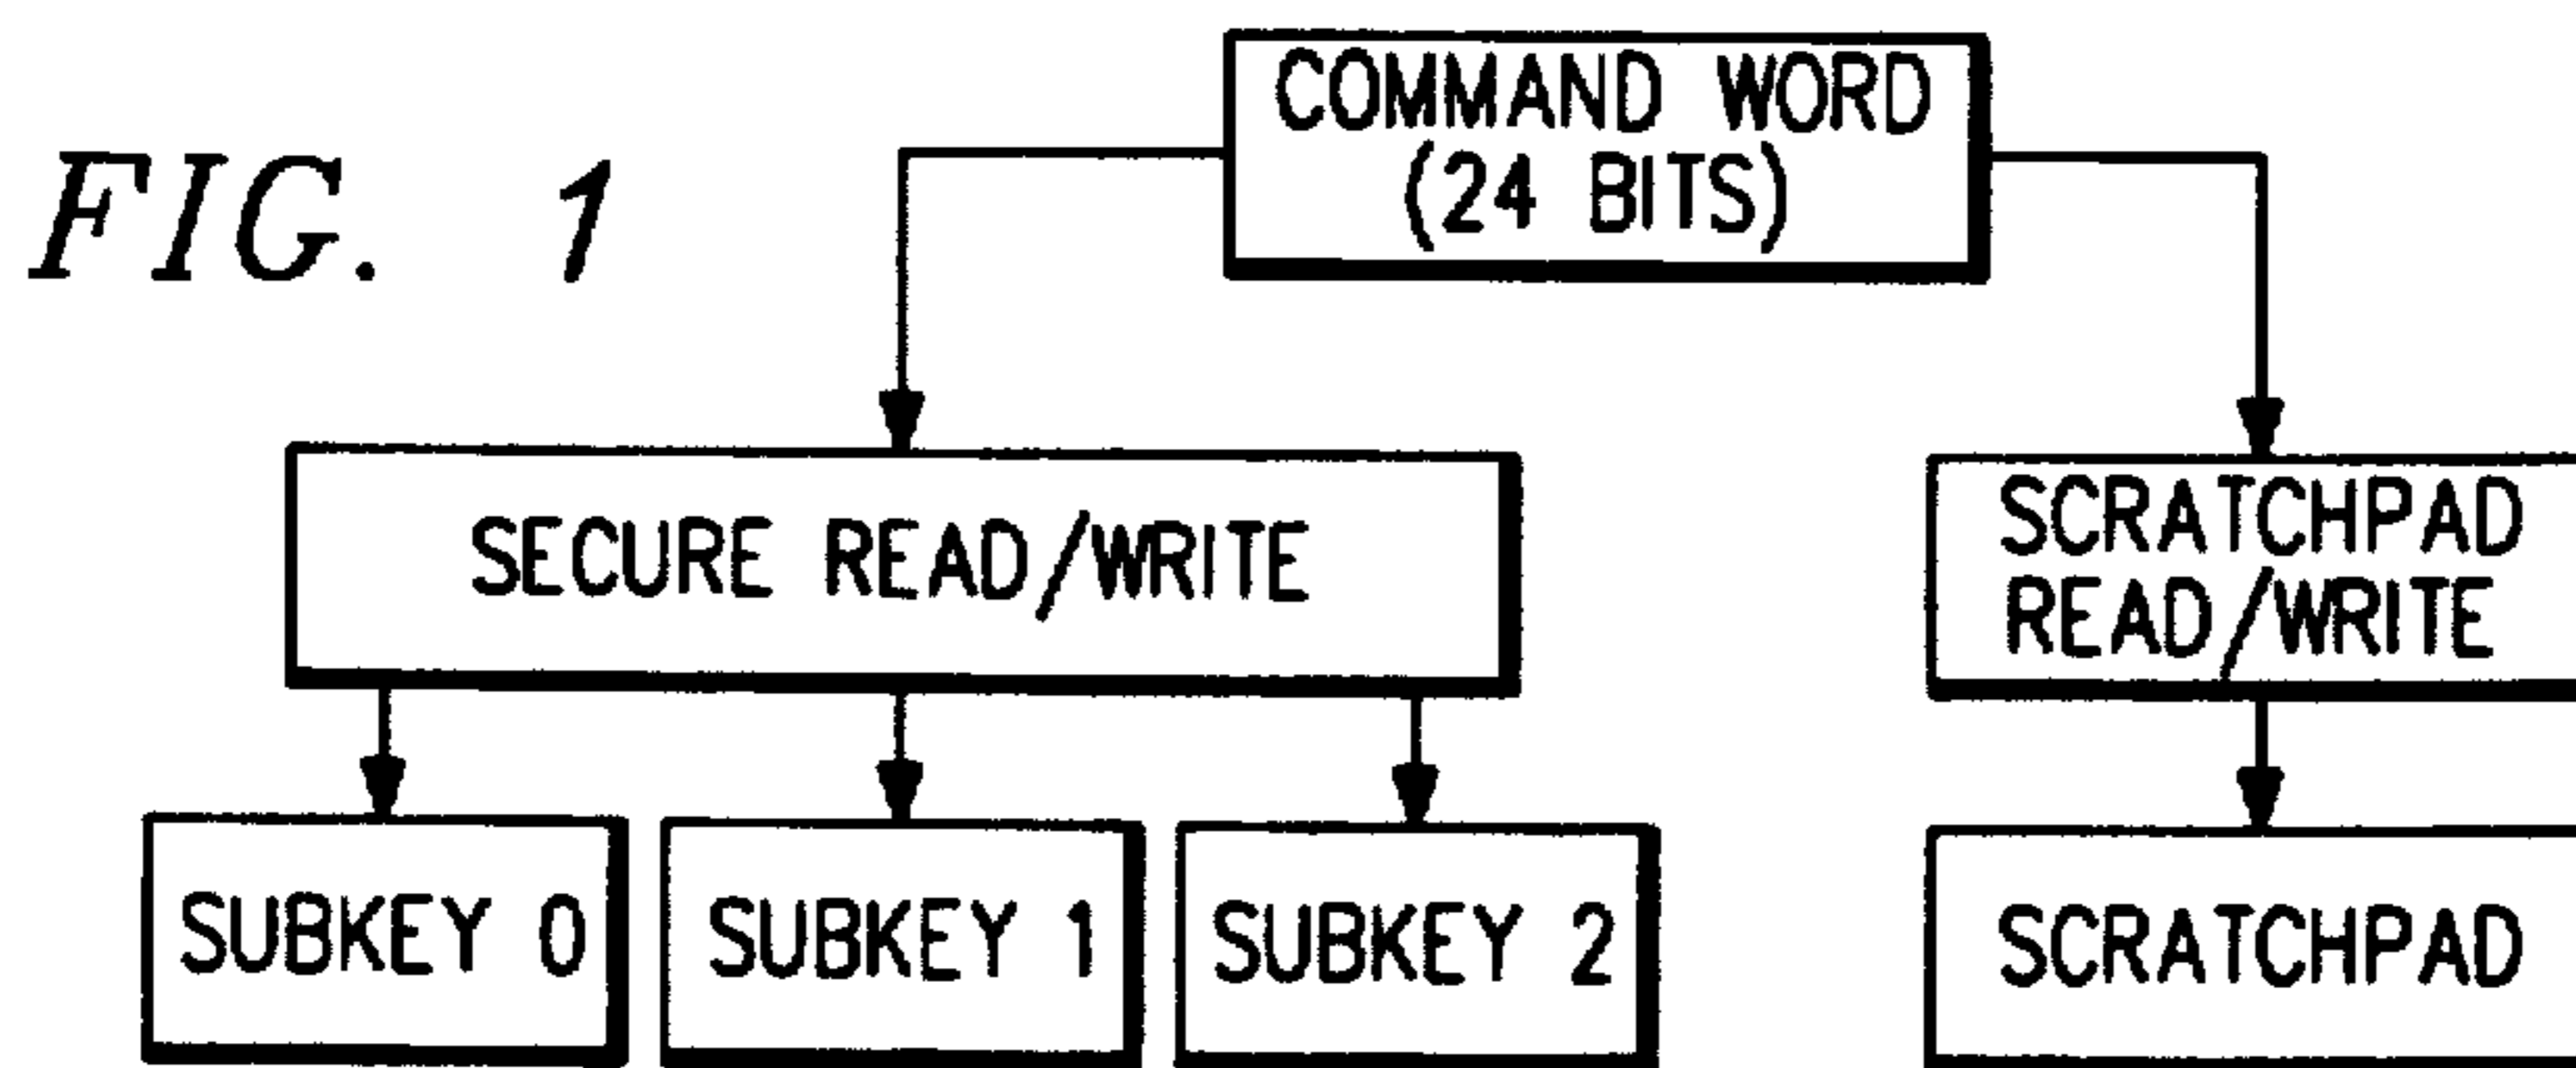 FIG. 1
COMMAND WORD
(24 BITS)
SECURE READ/WRITE
SCRATCHPAD
READ/WRITE
SUBKEY 0
SUBKEY 1
SUBKEY 2
SCRATCHPAD